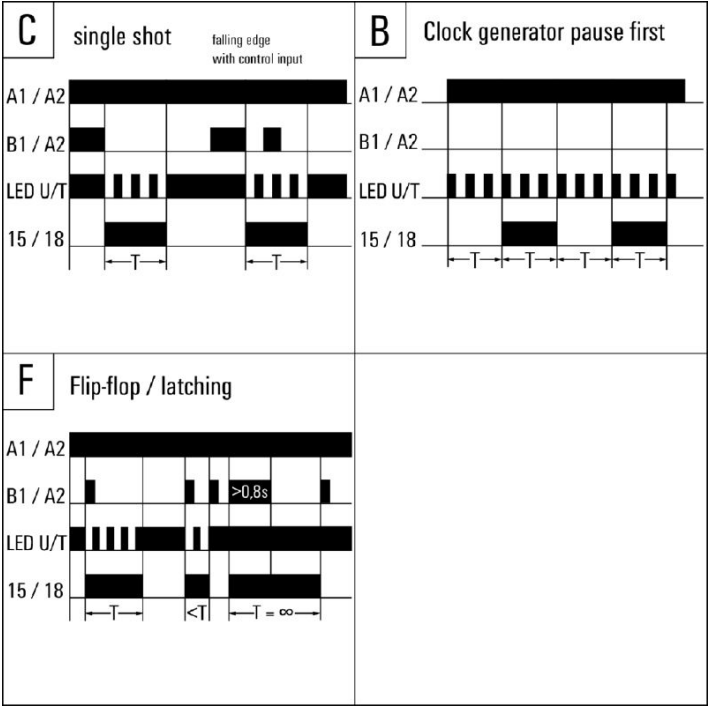 C
single shot
falling edge
with control input
A1 / A2
B1 / A2
LED U/T
15 / 18
T T
B
Clock generator pause first
A1 / A2
B1 / A2
LED U/T
15 / 18
T T T T
F
Flip-flop / latching
A1 / A2
B1 / A2 >0,8s
LED U/T
15 / 18
T <T T = ∞